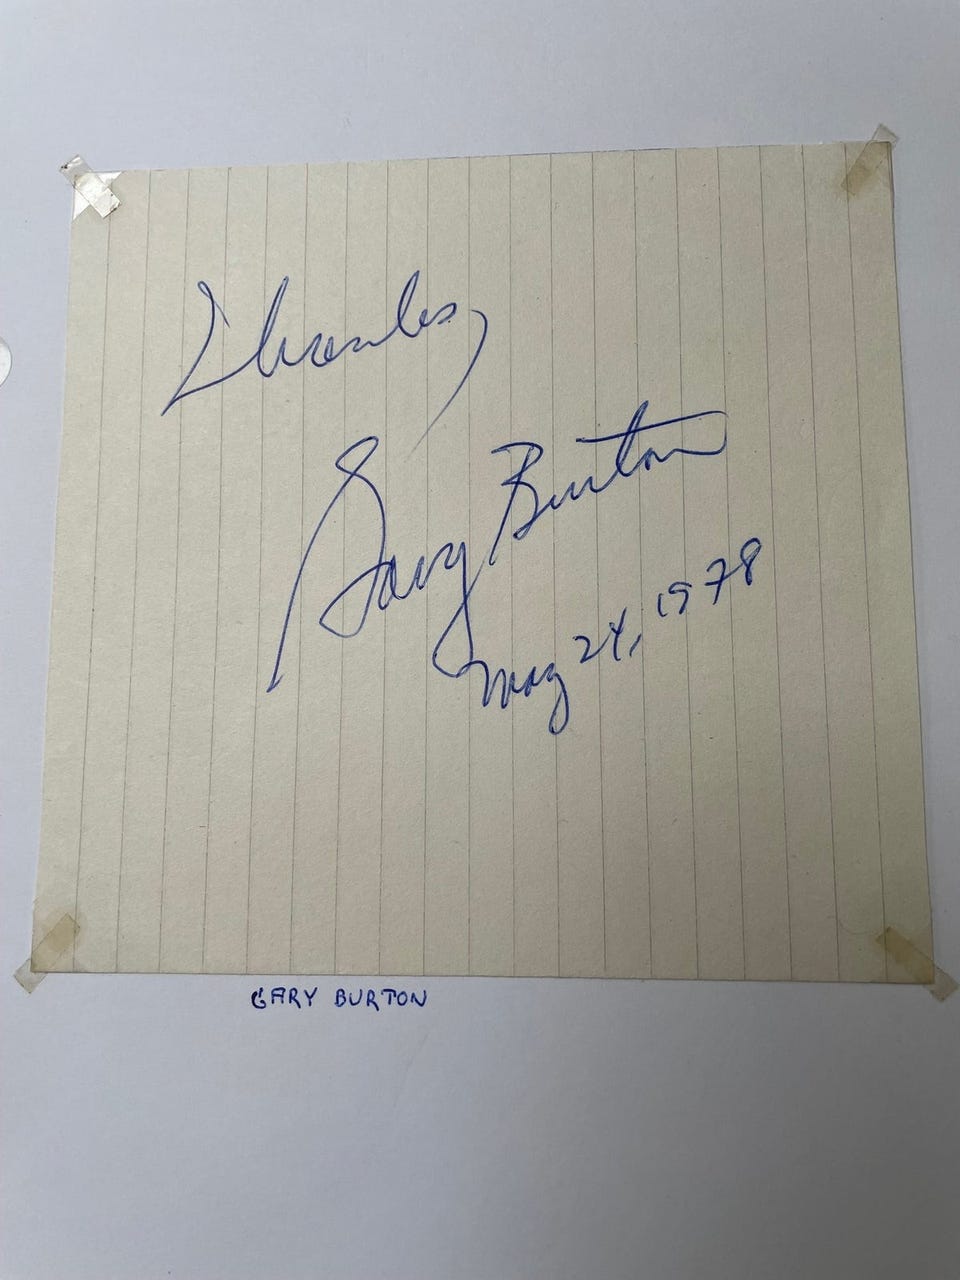 Thanks,
Gary Burton
May 24, 1978
GARY BURTON